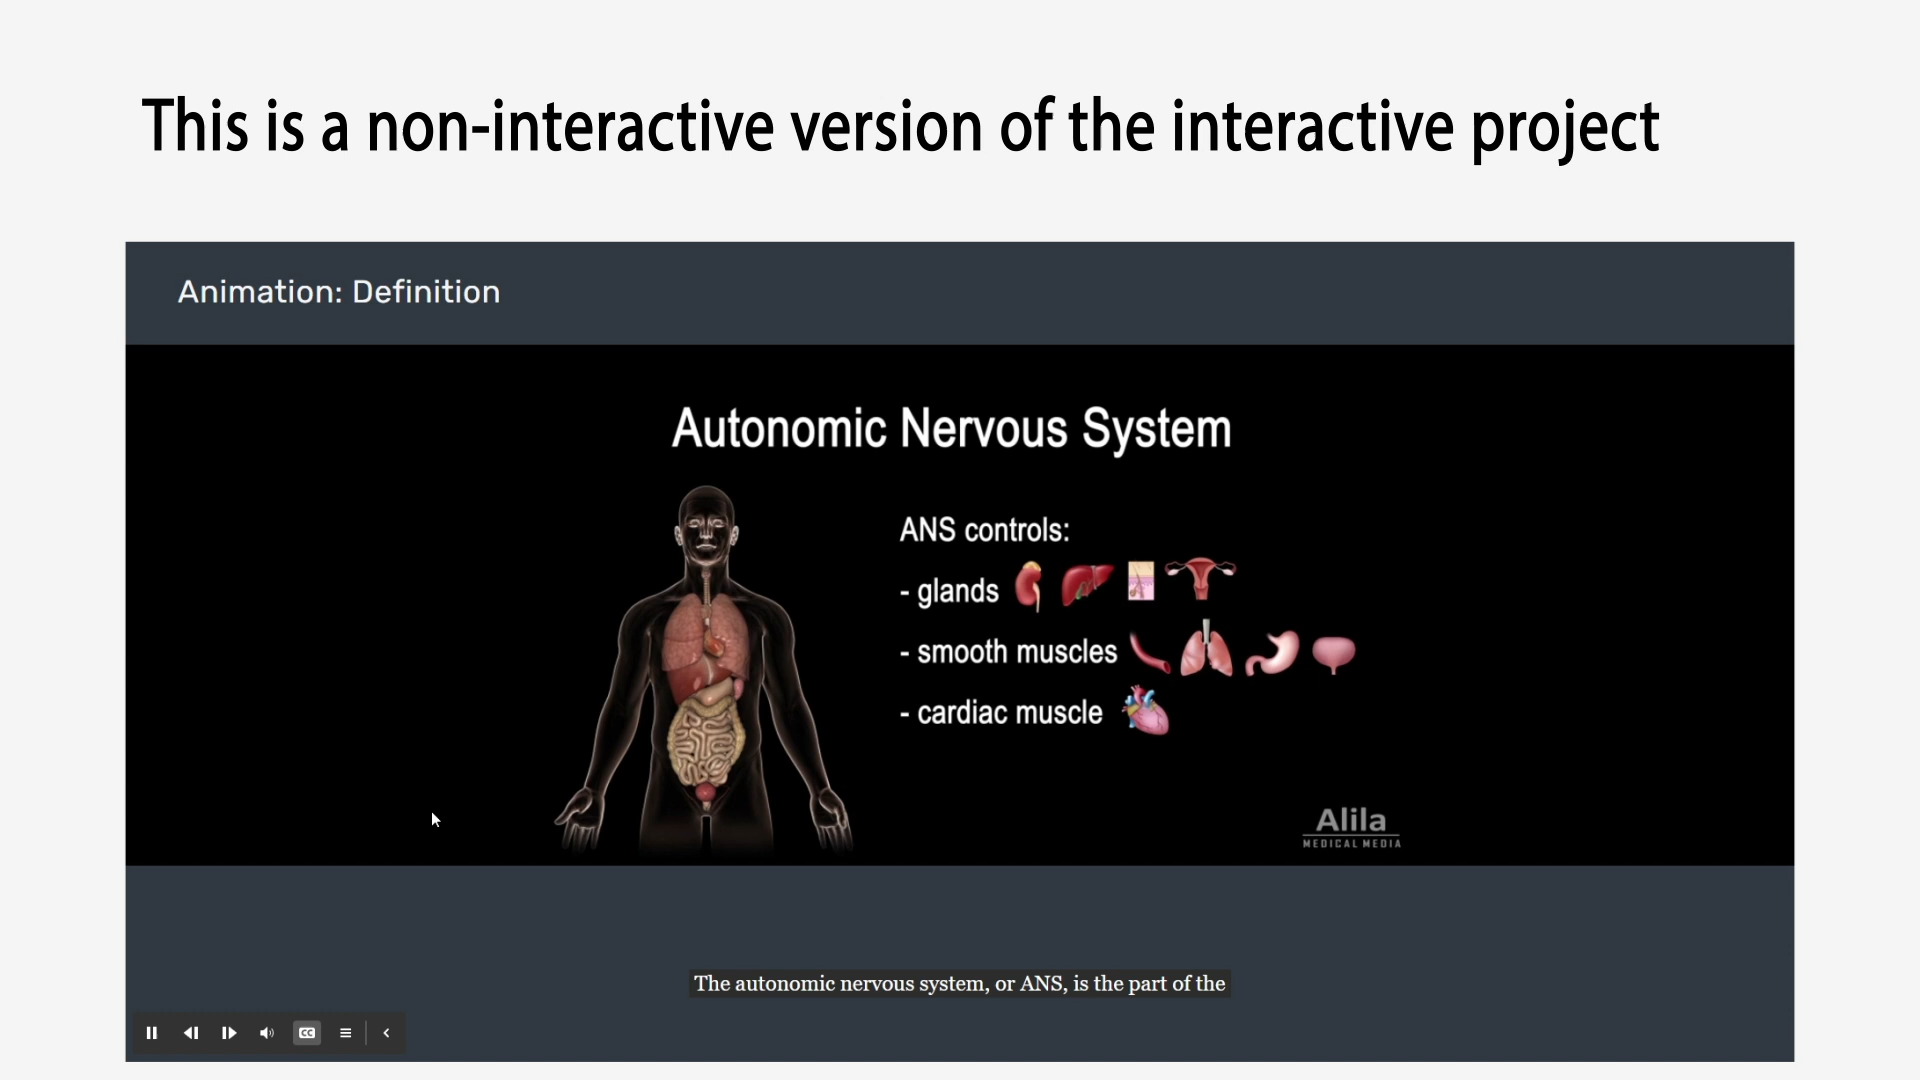 This is a non-interactive version of the interactive project
Animation: Definition
Autonomic Nervous System
ANS controls:
- glands
- smooth muscles
- cardiac muscle
Alila
MEDICAL MEDIA
The autonomic nervous system, or ANS, is the part of the
CC